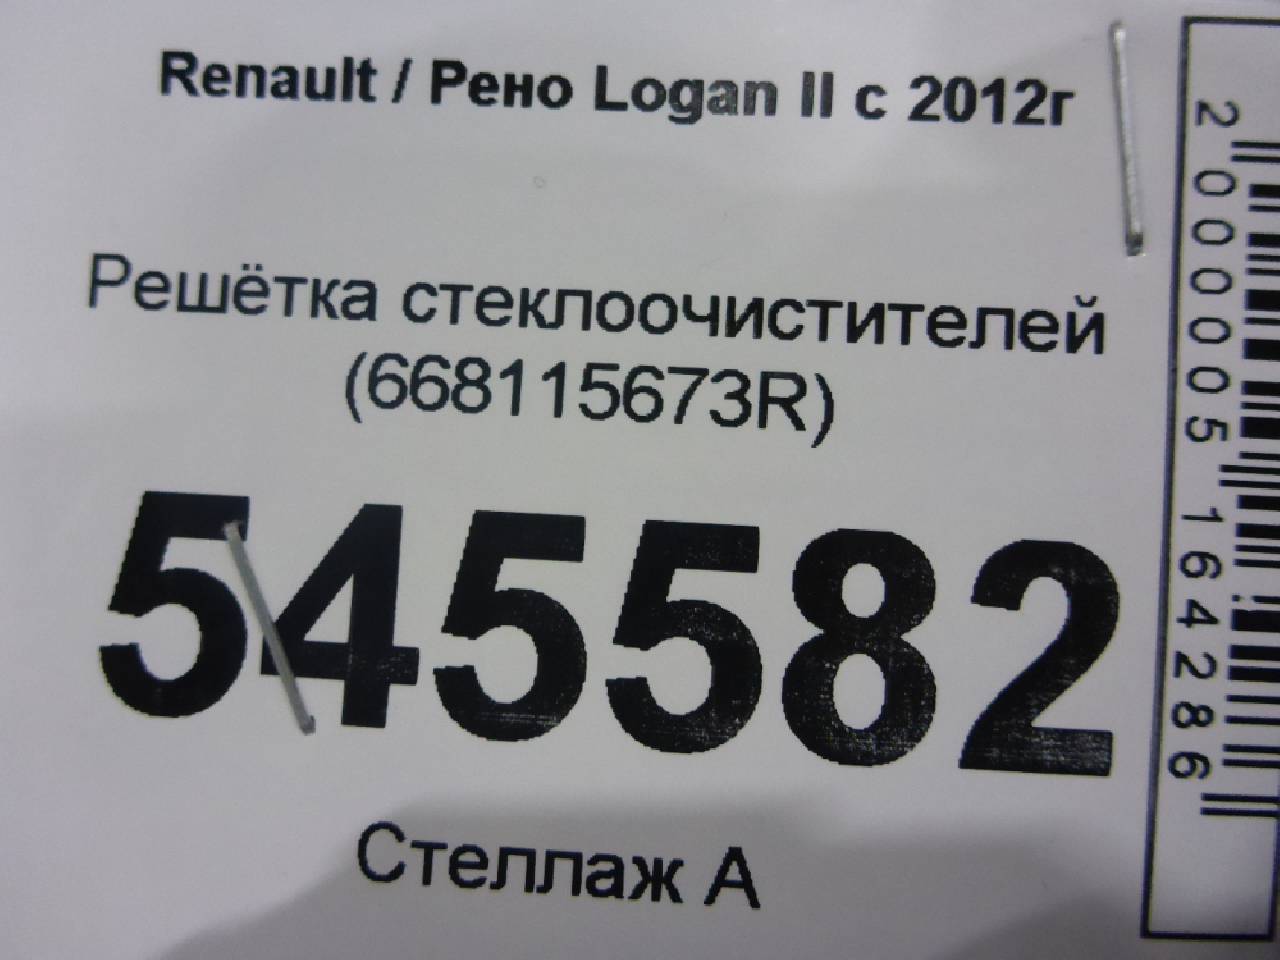 Renault / Рено Logan II с 2012г
Решётка стеклоочистителей
(668115673R)
545582
Стеллаж А
2000005164286